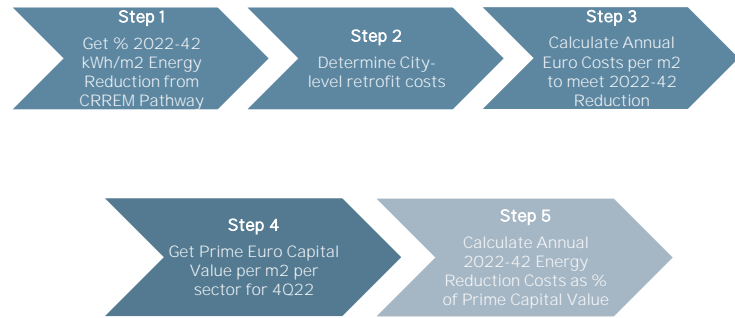 Step 1
Get % 2022-42
kWh/m2 Energy
Reduction from
CRREM Pathway
Step 2
Determine City-
level retrofit costs
Step 3
Calculate Annual
Euro Costs per m2
to meet 2022-42
Reduction
Step 4
Get Prime Euro Capital
Value per m2 per
sector for 4Q22
Step 5
Calculate Annual
2022-42 Energy
Reduction Costs as %
of Prime Capital Value